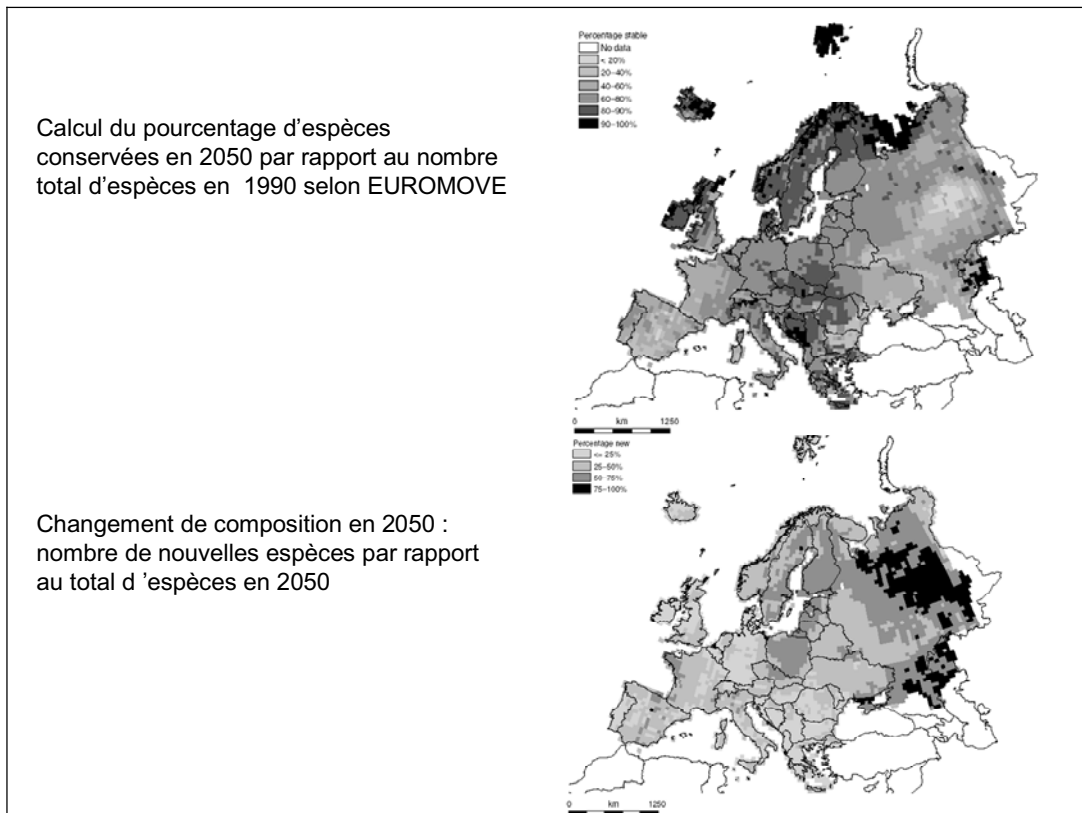 Calcul du pourcentage d'espèces
conservées en 2050 par rapport au nombre
total d'espèces en 1990 selon EUROMOVE
Percentage stable
No data
< 20%
20–40%
40–60%
60–80%
80–90%
90–100%
0 km 1250
Changement de composition en 2050 :
nombre de nouvelles espèces par rapport
au total d 'espèces en 2050
Percentage new
<= 25%
25–50%
50–75%
75–100%
0 km 1250